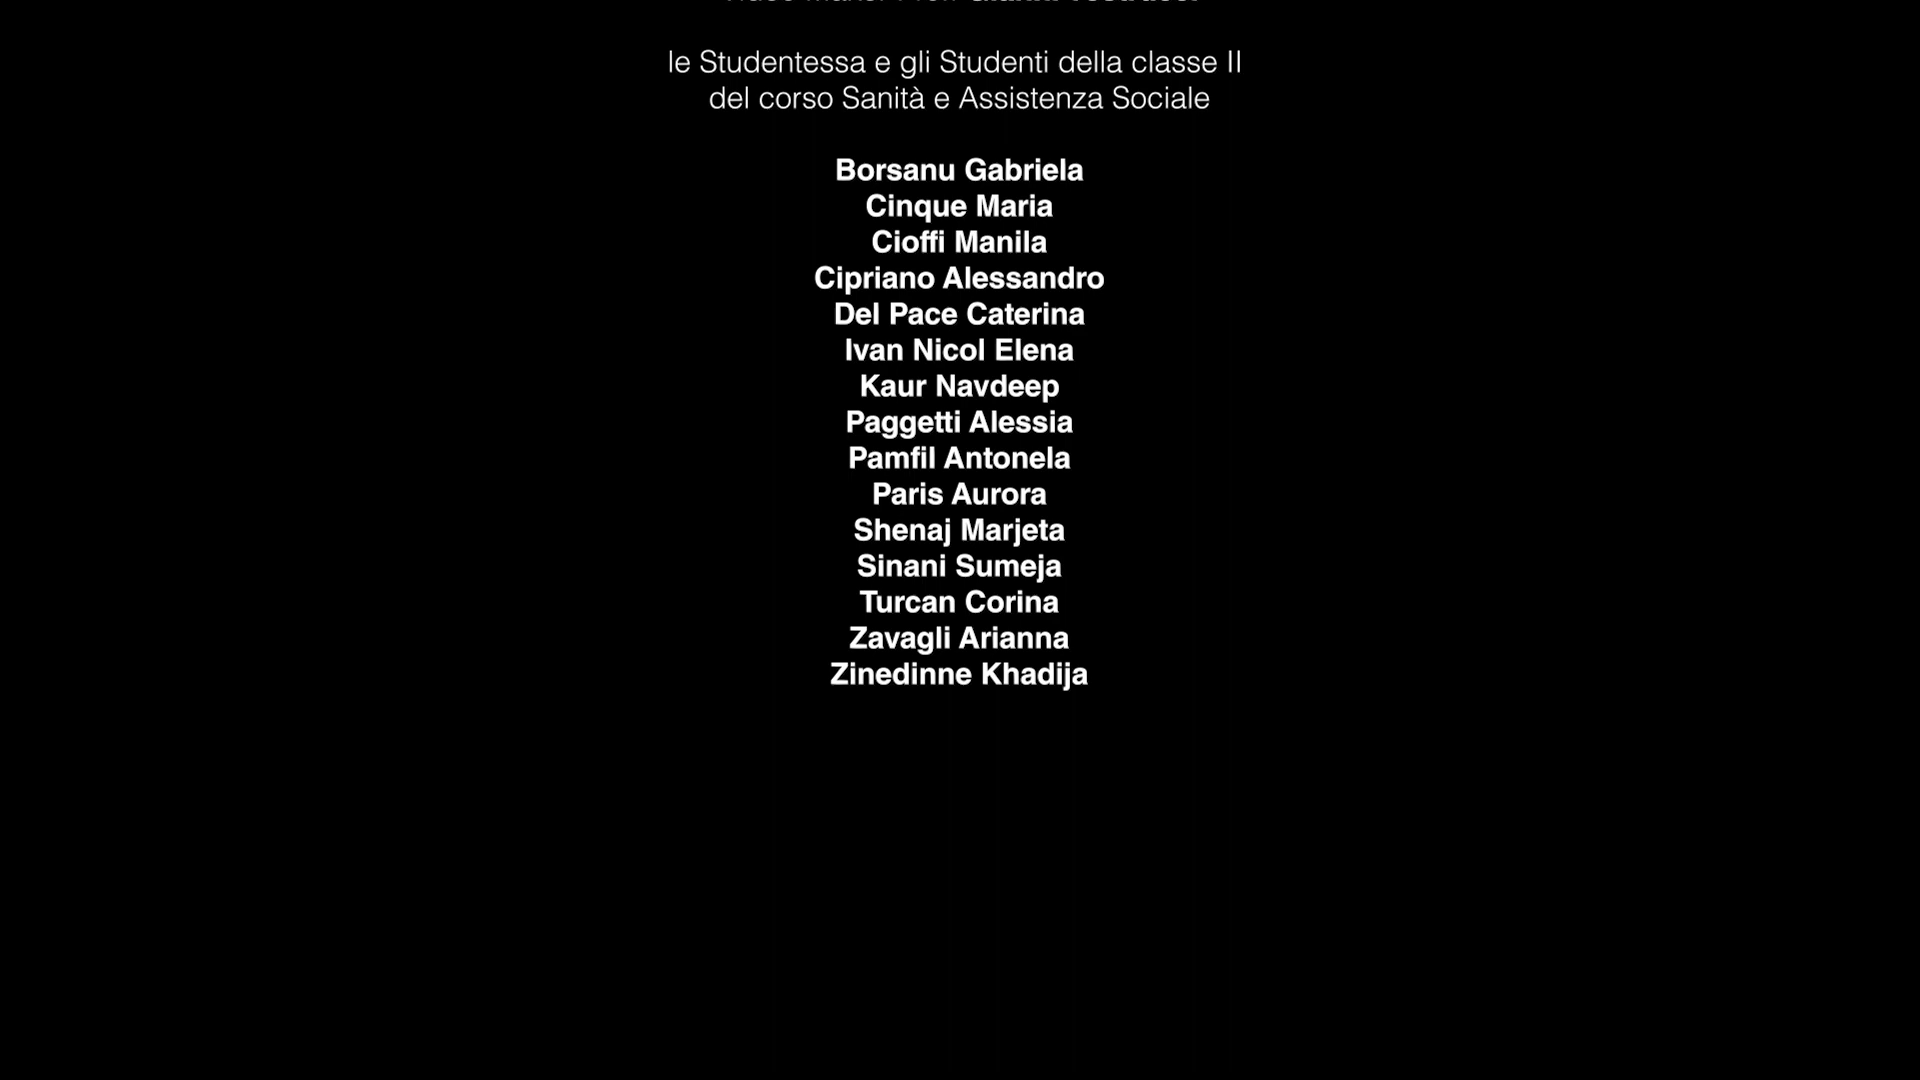 le Studentessa e gli Studenti della classe II
del corso Sanità e Assistenza Sociale
Borsanu Gabriela
Cinque Maria
Cioffi Manila
Cipriano Alessandro
Del Pace Caterina
Ivan Nicol Elena
Kaur Navdeep
Paggetti Alessia
Pamfil Antonela
Paris Aurora
Shenaj Marjeta
Sinani Sumeja
Turcan Corina
Zavagli Arianna
Zinedinne Khadija